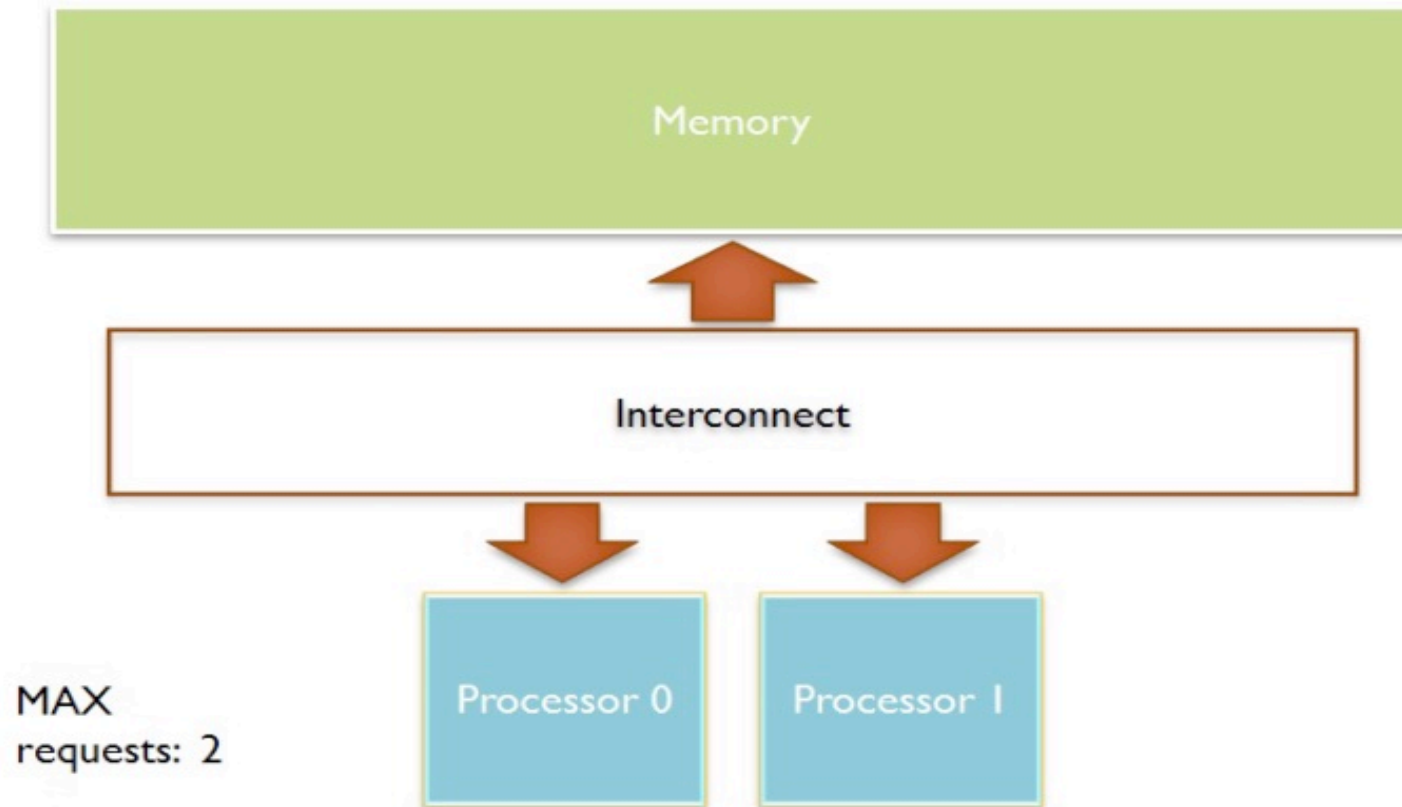 Memory
Interconnect
Processor 0
Processor 1
MAX
requests: 2